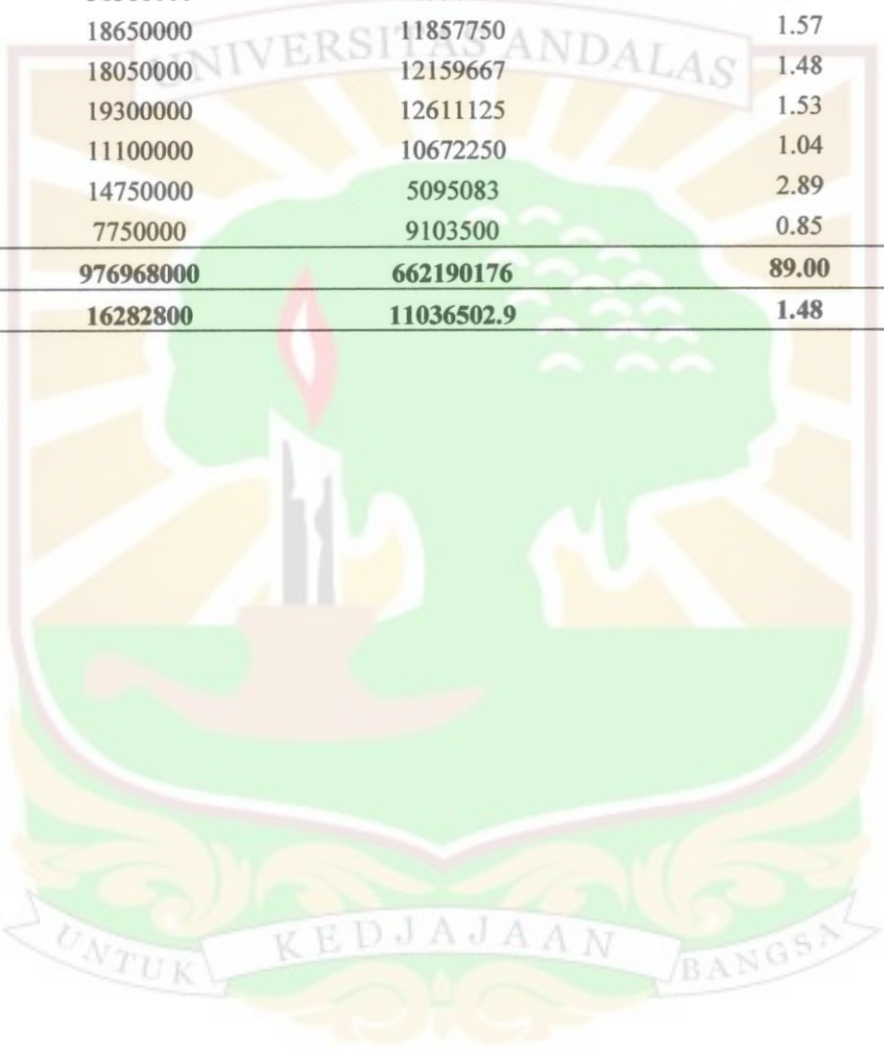 18650000 11857750 1.57
UNIVERSITAS ANDALAS
18050000 12159667 1.48
19300000 12611125 1.53
11100000 10672250 1.04
14750000 5095083 2.89
7750000 9103500 0.85
976968000 662190176 89.00
16282800 11036502.9 1.48
UNTUK KEDJAJAAN BANGSA